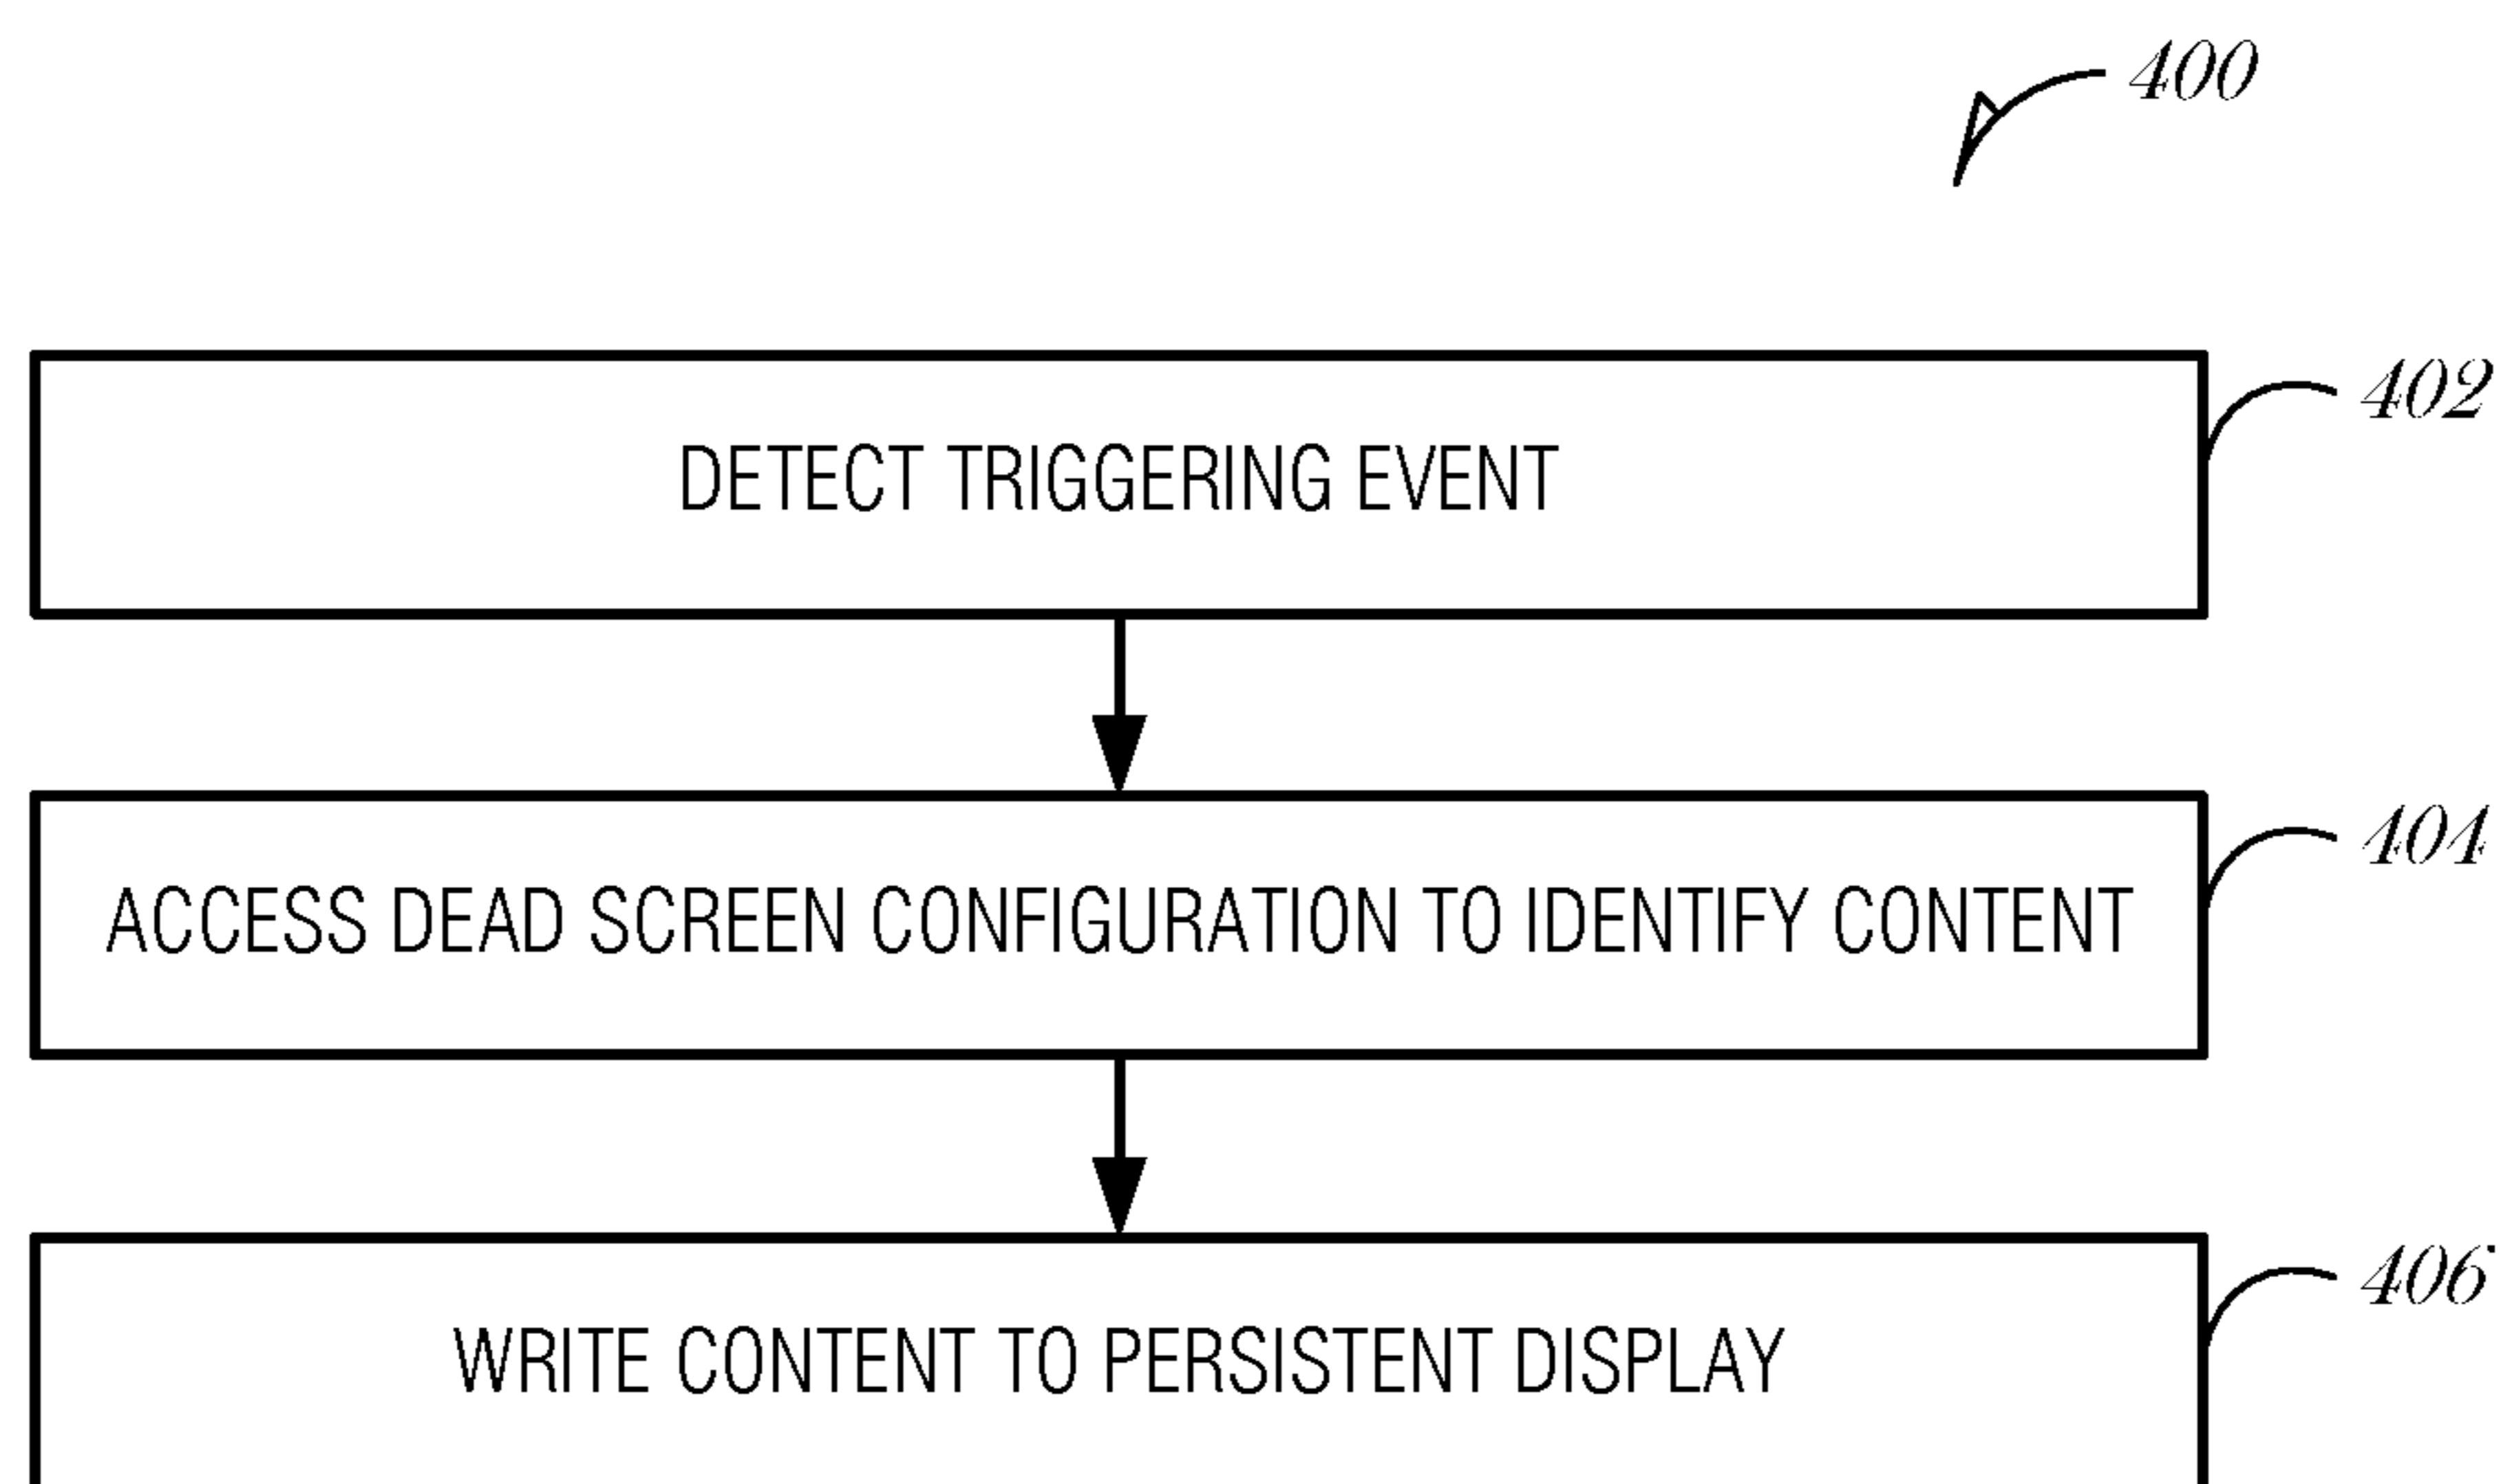 400
402
DETECT TRIGGERING EVENT
404
ACCESS DEAD SCREEN CONFIGURATION TO IDENTIFY CONTENT
406
WRITE CONTENT TO PERSISTENT DISPLAY